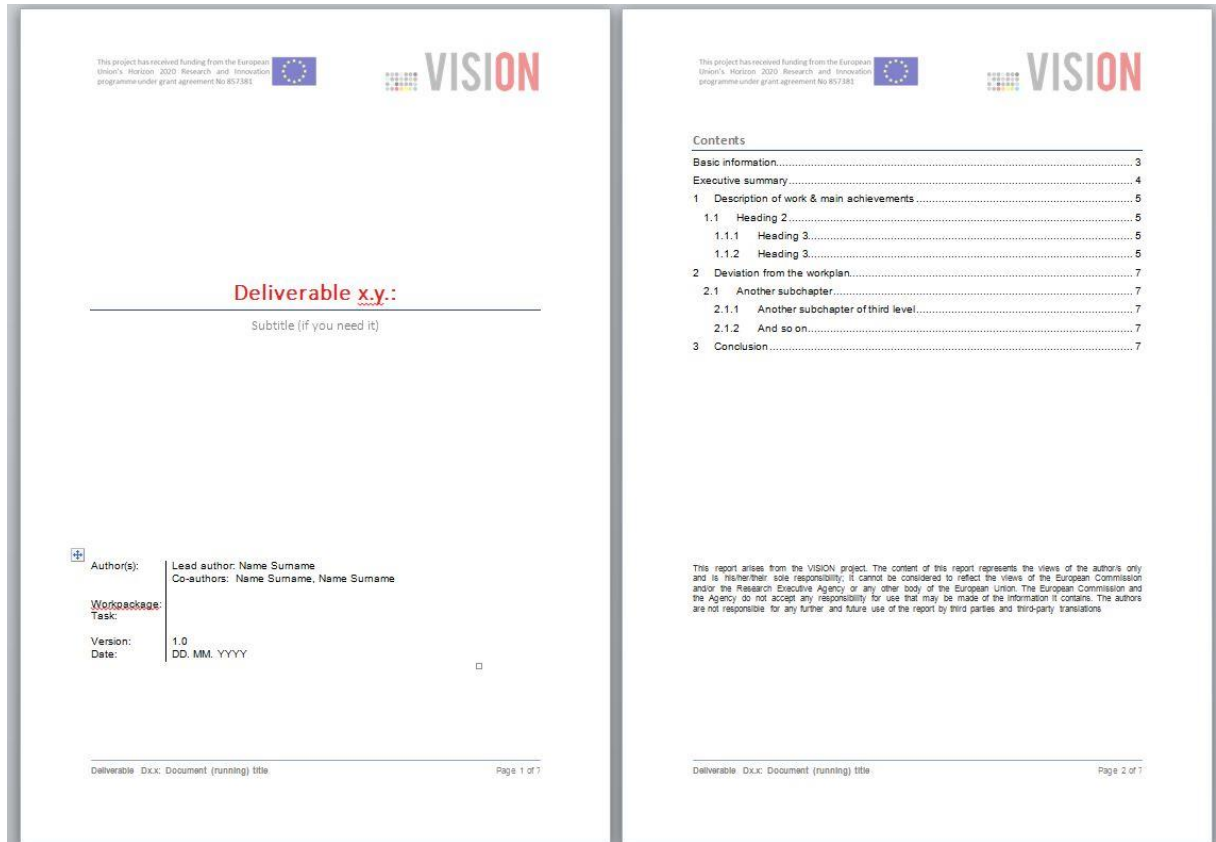 This project has received funding from the European
Union's Horizon 2020 Research and Innovation
programme under grant agreement No 857381
VISION
Deliverable x.y.:
Subtitle (if you need it)
Author(s): Lead author: Name Surname
Co-authors: Name Surname, Name Surname
Workpackage:
Task:
Version: 1.0
Date: DD. MM. YYYY
Deliverable Dx.x: Document (running) title Page 1 of 7
This project has received funding from the European
Union's Horizon 2020 Research and Innovation
programme under grant agreement No 857381
VISION
Contents
Basic information 3
Executive summary 4
1 Description of work & main achievements 5
1.1 Heading 2 5
1.1.1 Heading 3 5
1.1.2 Heading 3 5
2 Deviation from the workplan 7
2.1 Another subchapter 7
2.1.1 Another subchapter of third level 7
2.1.2 And so on 7
3 Conclusion 7
This report arises from the VISION project. The content of this report represents the views of the author/s only
and is his/her/their sole responsibility; it cannot be considered to reflect the views of the European Commission
and/or the Research Executive Agency or any other body of the European Union. The European Commission and
the Agency do not accept any responsibility for use that may be made of the information it contains. The authors
are not responsible for any further and future use of the report by third parties and third-party translations
Deliverable Dx.x: Document (running) title Page 2 of 7